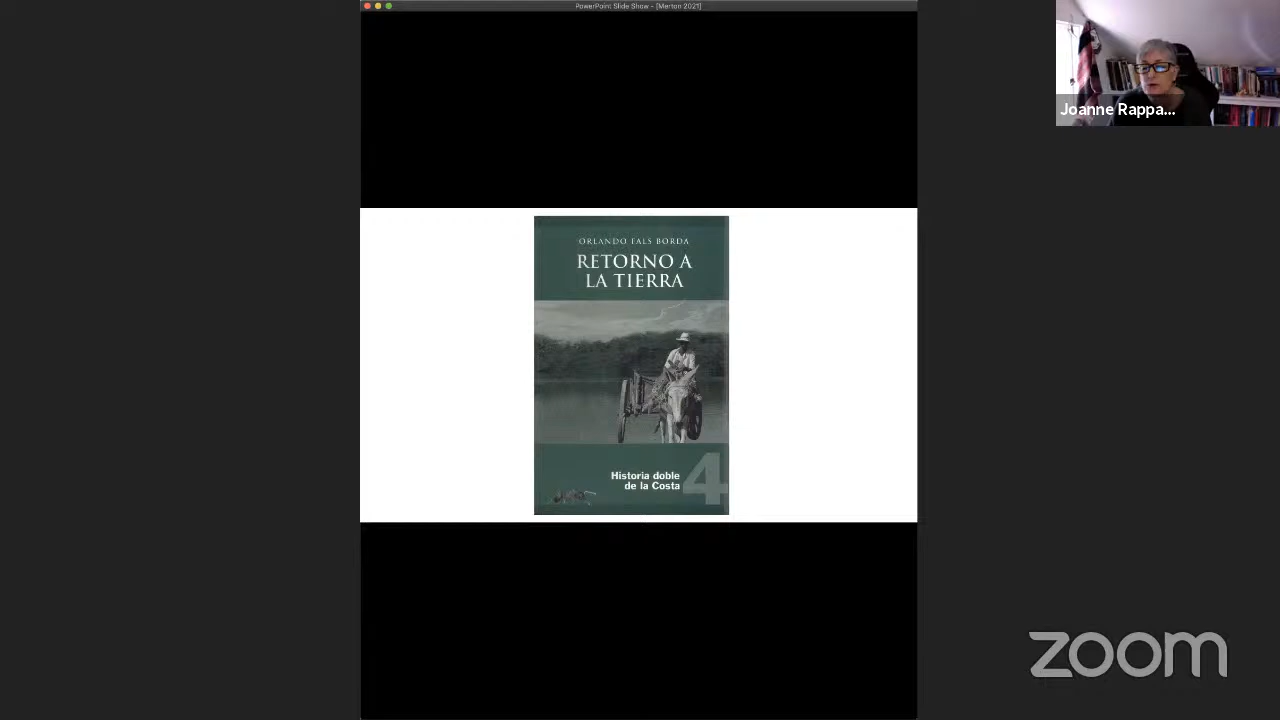 PowerPoint Slide Show - [Merton 2021]
Joanne Rappa...
ORLANDO FALS BORDA
RETORNO A
LA TIERRA
Historia doble
de la Costa
4
zoom